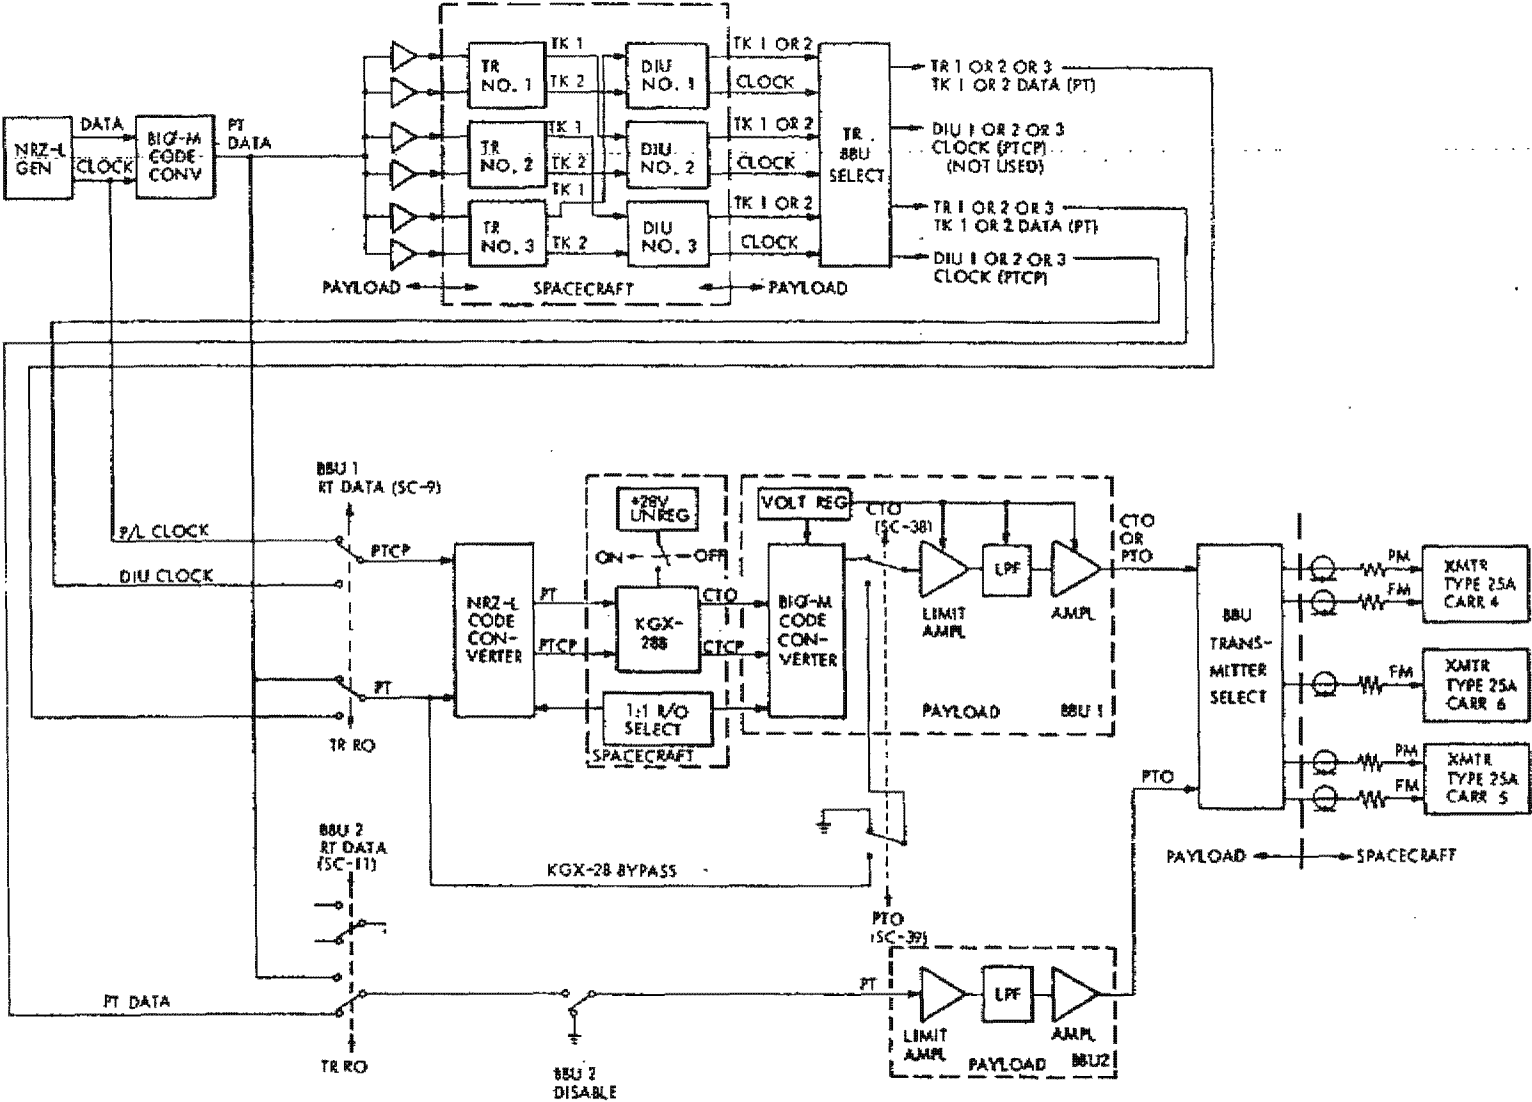 NRZ-L
GEN
DATA
CLOCK
BIØ-M
CODE
CONV
PT
DATA
TR
NO. 1
TR
NO. 2
TR
NO. 3
TK 1
TK 2
TK 1
TK 2
TK 1
TK 2
DIU
NO. 1
DIU
NO. 2
DIU
NO. 3
TK 1 OR 2
CLOCK
TK 1 OR 2
CLOCK
TK 1 OR 2
CLOCK
TR
BBU
SELECT
TR 1 OR 2 OR 3
TK 1 OR 2 DATA (PT)
DIU 1 OR 2 OR 3
CLOCK (PTCP)
(NOT USED)
TR 1 OR 2 OR 3
TK 1 OR 2 DATA (PT)
DIU 1 OR 2 OR 3
CLOCK (PTCP)
PAYLOAD
SPACECRAFT
PAYLOAD
BBU 1
RT DATA (SC-9)
P/L CLOCK
DIU CLOCK
PTCP
PT
TR RO
NRZ-L
CODE
CON-
VERTER
PT
PTCP
+28V
UNREG
ON
OFF
KGX-
28B
1:1 R/O
SELECT
SPACECRAFT
CTO
CTCP
VOLT REG
BIØ-M
CODE
CON-
VERTER
CTO
(SC-38)
LIMIT
AMPL
LPF
AMPL
PAYLOAD
BBU 1
CTO
OR
PTO
BBU
TRANS-
MITTER
SELECT
PM
FM
XMTR
TYPE 25A
CARR 4
FM
XMTR
TYPE 25A
CARR 6
PM
FM
XMTR
TYPE 25A
CARR 5
PTO
PAYLOAD
SPACECRAFT
BBU 2
RT DATA
(SC-11)
KGX-28 BYPASS
PTO
(SC-39)
PT DATA
TR RO
BBU 2
DISABLE
PT
LIMIT
AMPL
LPF
AMPL
PAYLOAD
BBU2